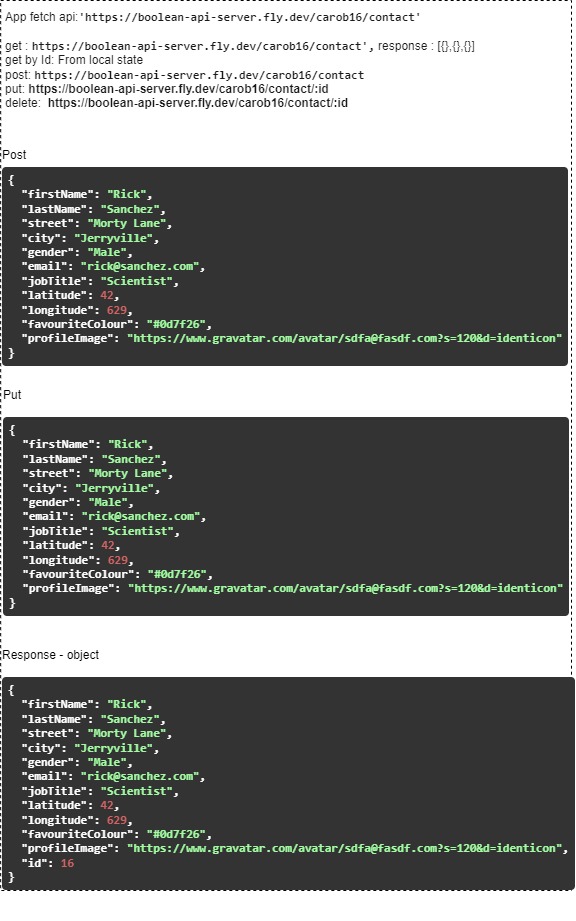 App fetch api:'https://boolean-api-server.fly.dev/carob16/contact'
get : https://boolean-api-server.fly.dev/carob16/contact', response : [{},{},{}]
get by Id: From local state
post: https://boolean-api-server.fly.dev/carob16/contact
put: https://boolean-api-server.fly.dev/carob16/contact/:id
delete:  https://boolean-api-server.fly.dev/carob16/contact/:id
Post
{
  "firstName": "Rick",
  "lastName": "Sanchez",
  "street": "Morty Lane",
  "city": "Jerryville",
  "gender": "Male",
  "email": "rick@sanchez.com",
  "jobTitle": "Scientist",
  "latitude": 42,
  "longitude": 629,
  "favouriteColour": "#0d7f26",
  "profileImage": "https://www.gravatar.com/avatar/sdfa@fasdf.com?s=120&d=identicon"
}
Put
{
  "firstName": "Rick",
  "lastName": "Sanchez",
  "street": "Morty Lane",
  "city": "Jerryville",
  "gender": "Male",
  "email": "rick@sanchez.com",
  "jobTitle": "Scientist",
  "latitude": 42,
  "longitude": 629,
  "favouriteColour": "#0d7f26",
  "profileImage": "https://www.gravatar.com/avatar/sdfa@fasdf.com?s=120&d=identicon"
}
Response - object
{
  "firstName": "Rick",
  "lastName": "Sanchez",
  "street": "Morty Lane",
  "city": "Jerryville",
  "gender": "Male",
  "email": "rick@sanchez.com",
  "jobTitle": "Scientist",
  "latitude": 42,
  "longitude": 629,
  "favouriteColour": "#0d7f26",
  "profileImage": "https://www.gravatar.com/avatar/sdfa@fasdf.com?s=120&d=identicon",
  "id": 16
}